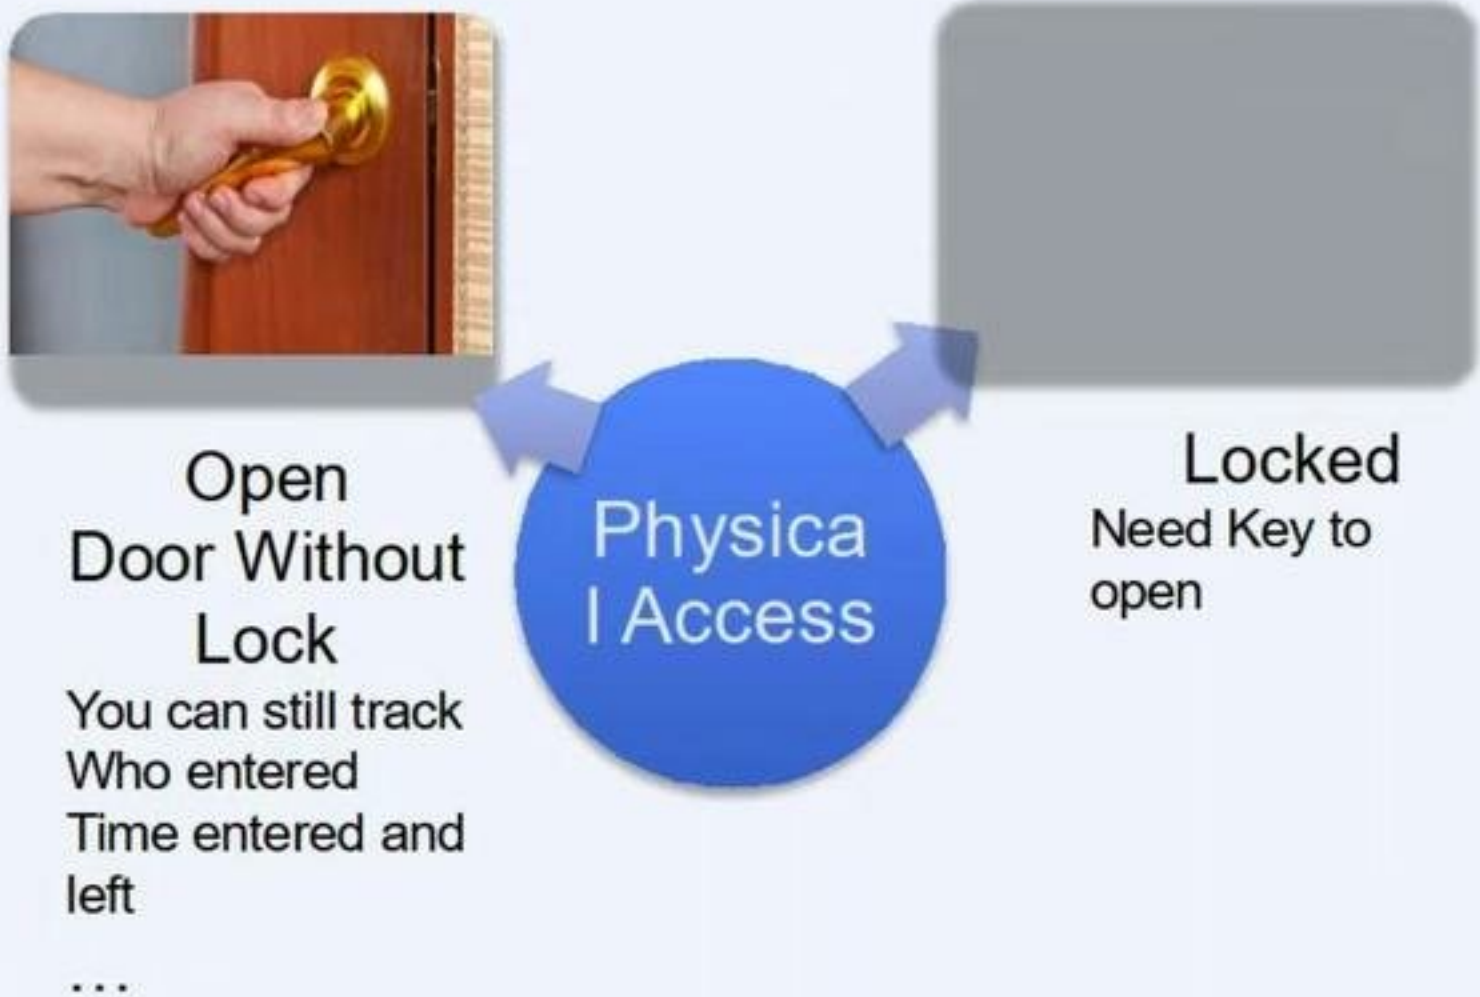 Open
Door Without
Lock
You can still track
Who entered
Time entered and
left
...
Physica
l Access
Locked
Need Key to
open